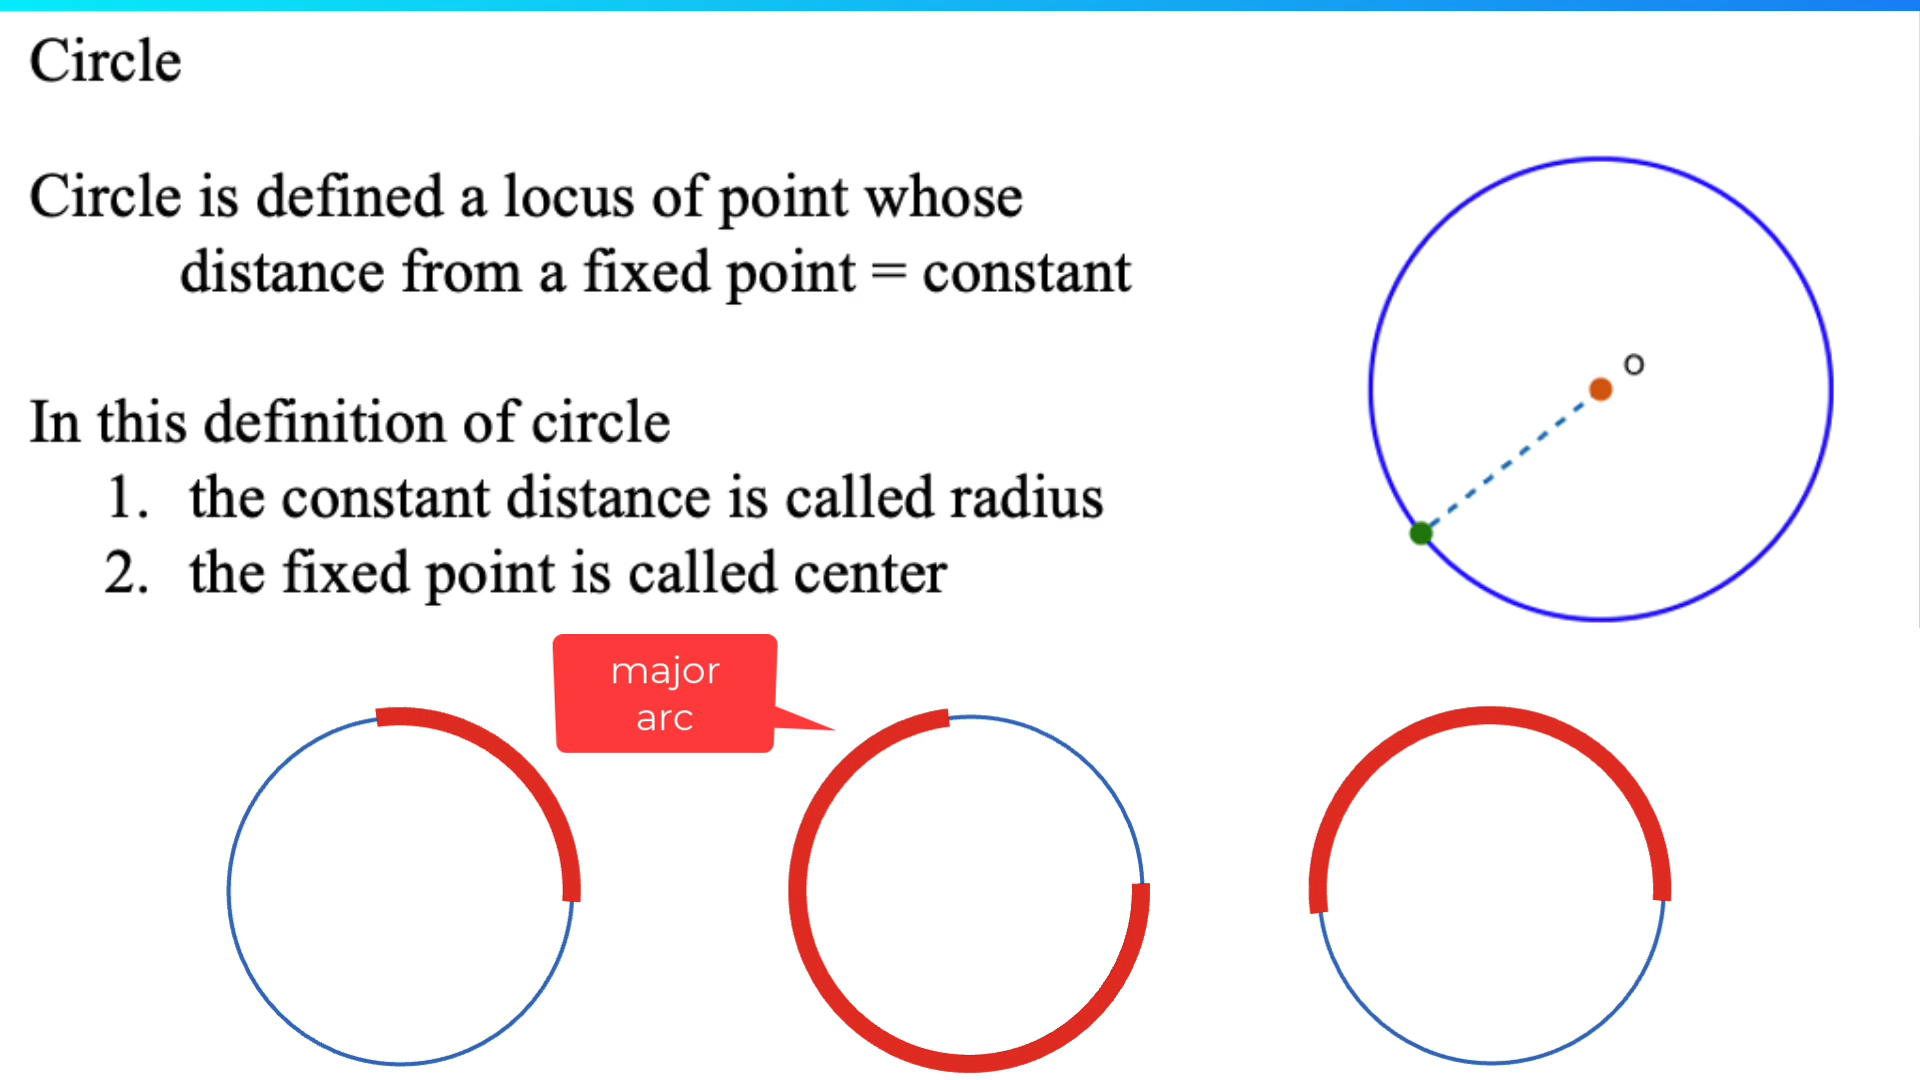 Circle
Circle is defined a locus of point whose
distance from a fixed point = constant
O
In this definition of circle
1. the constant distance is called radius
2. the fixed point is called center
major
arc